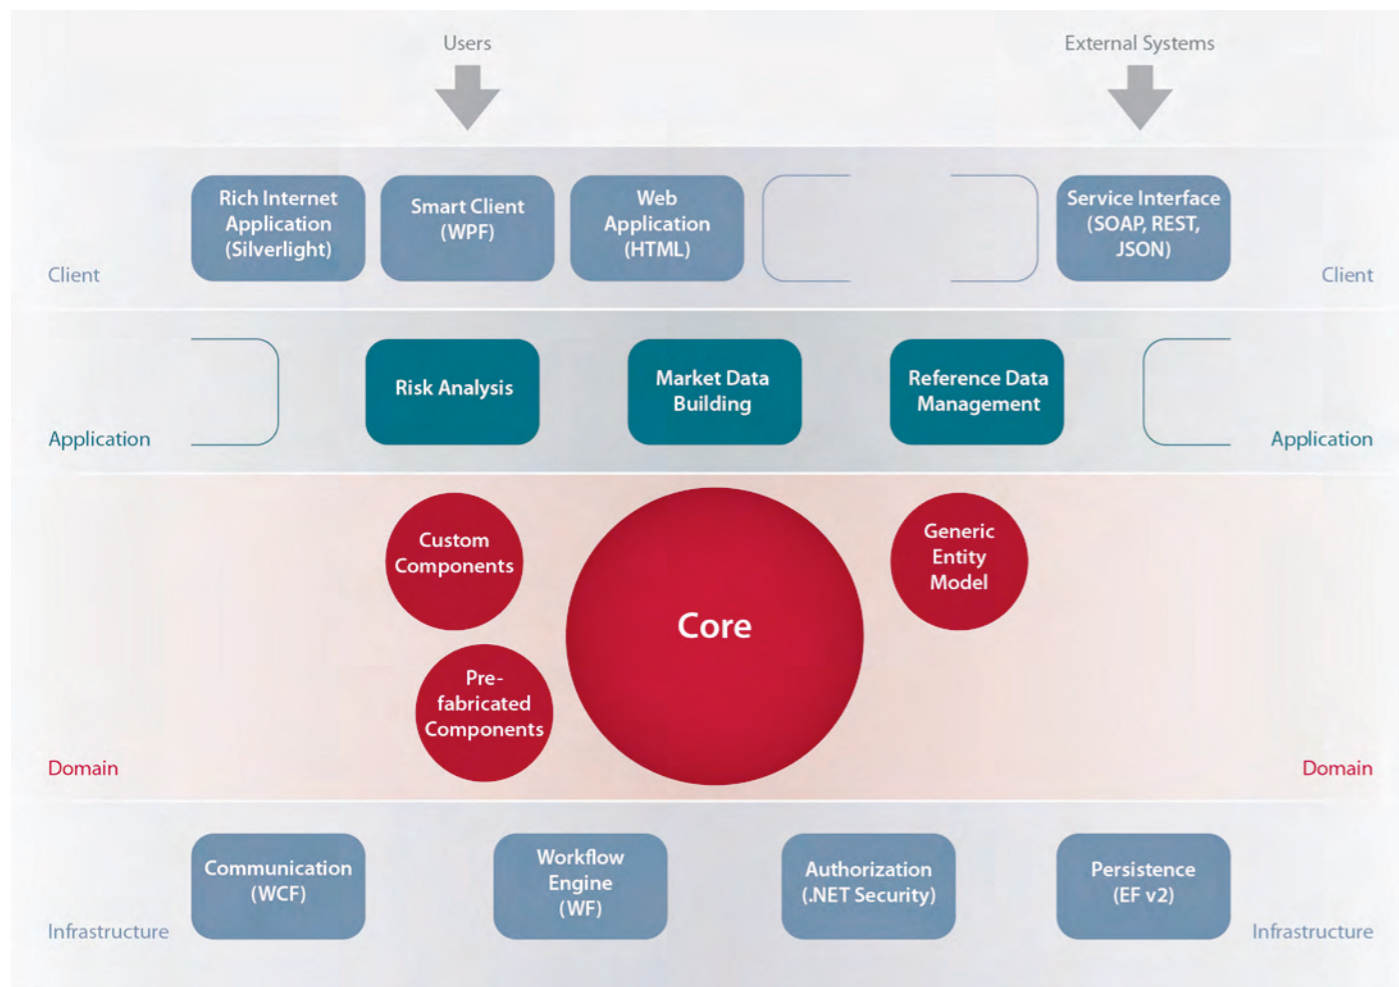 Users
External Systems
Rich Internet
Application
(Silverlight)
Smart Client
(WPF)
Web
Application
(HTML)
Service Interface
(SOAP, REST,
JSON)
Client
Client
Risk Analysis
Market Data
Building
Reference Data
Management
Application
Application
Custom
Components
Generic
Entity
Model
Core
Pre-
fabricated
Components
Domain
Domain
Communication
(WCF)
Workflow
Engine
(WF)
Authorization
(.NET Security)
Persistence
(EF v2)
Infrastructure
Infrastructure